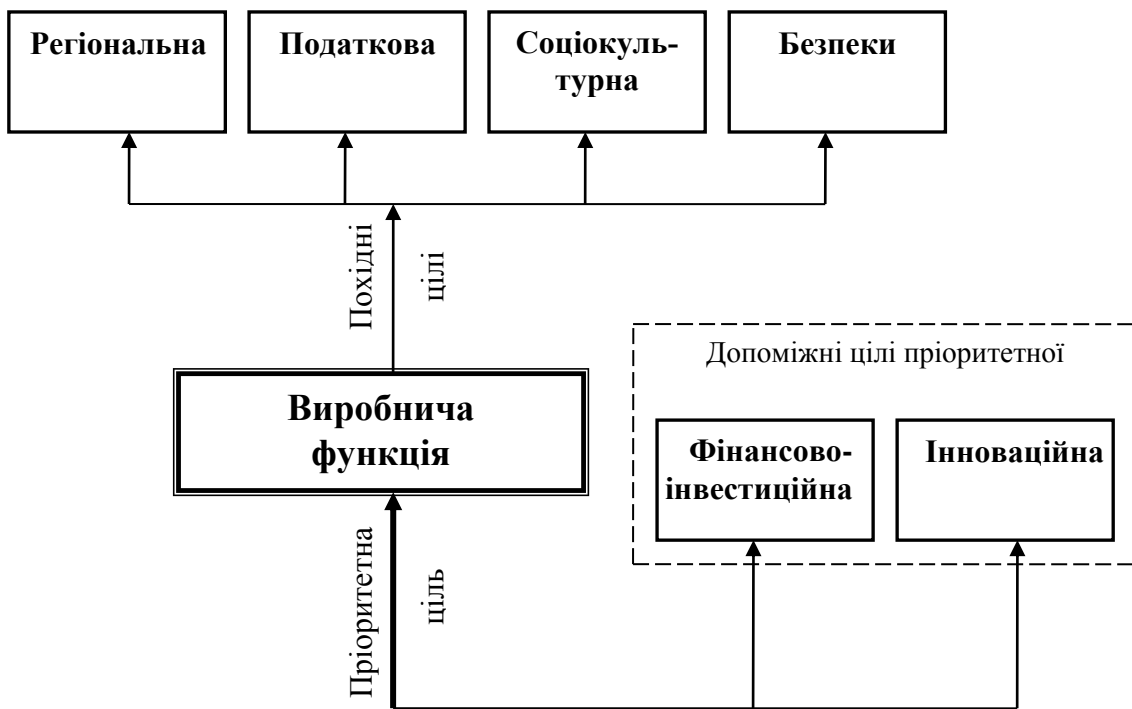 Регіональна
Податкова
Соціокуль-
турна
Безпеки
Похідні
цілі
Допоміжні цілі пріоритетної
Виробнича
функція
Фінансово-
інвестиційна
Інноваційна
Пріоритетна
ціль